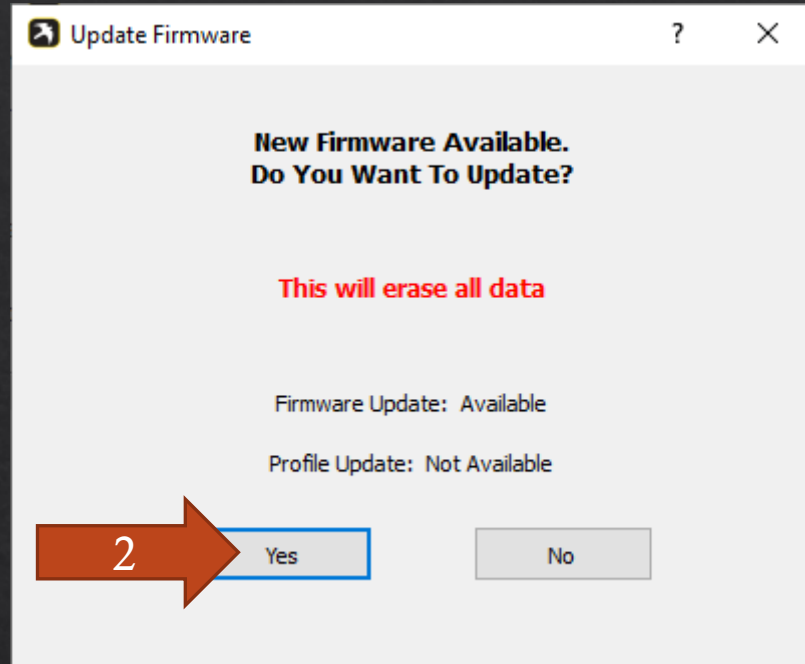 Update Firmware
?
New Firmware Available.
Do You Want To Update?
This will erase all data
Firmware Update: Available
Profile Update: Not Available
2
Yes
No